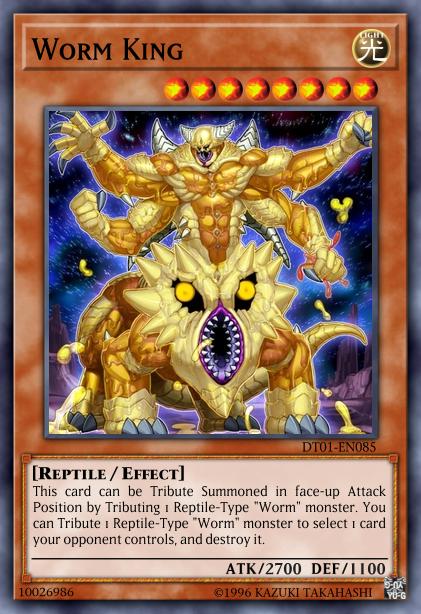 WORM KING
LIGHT
光
DT01-EN085
[REPTILE / EFFECT]
This card can be Tribute Summoned in face-up Attack
Position by Tributing 1 Reptile-Type "Worm" monster. You
can Tribute 1 Reptile-Type "Worm" monster to select 1 card
your opponent controls, and destroy it.
ATK/2700 DEF/1100
10026986
©1996 KAZUKI TAKAHASHI